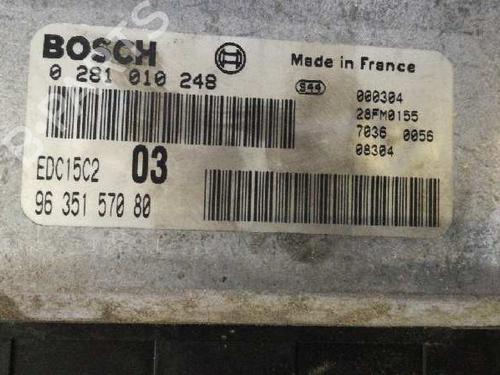 BOSCH
0 281 010 248
Made in France
S44
000304
28FM0155
7036 0056
08304
EDC15C2 03
96 351 570 80